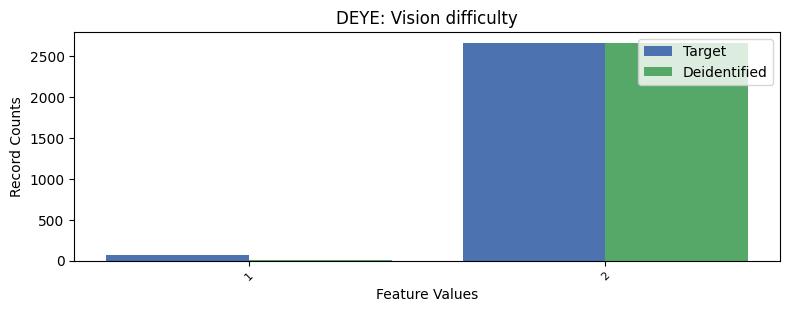 DEYE: Vision difficulty
Target
Deidentified
Record Counts
2500
2000
1500
1000
500
0
1
2
Feature Values